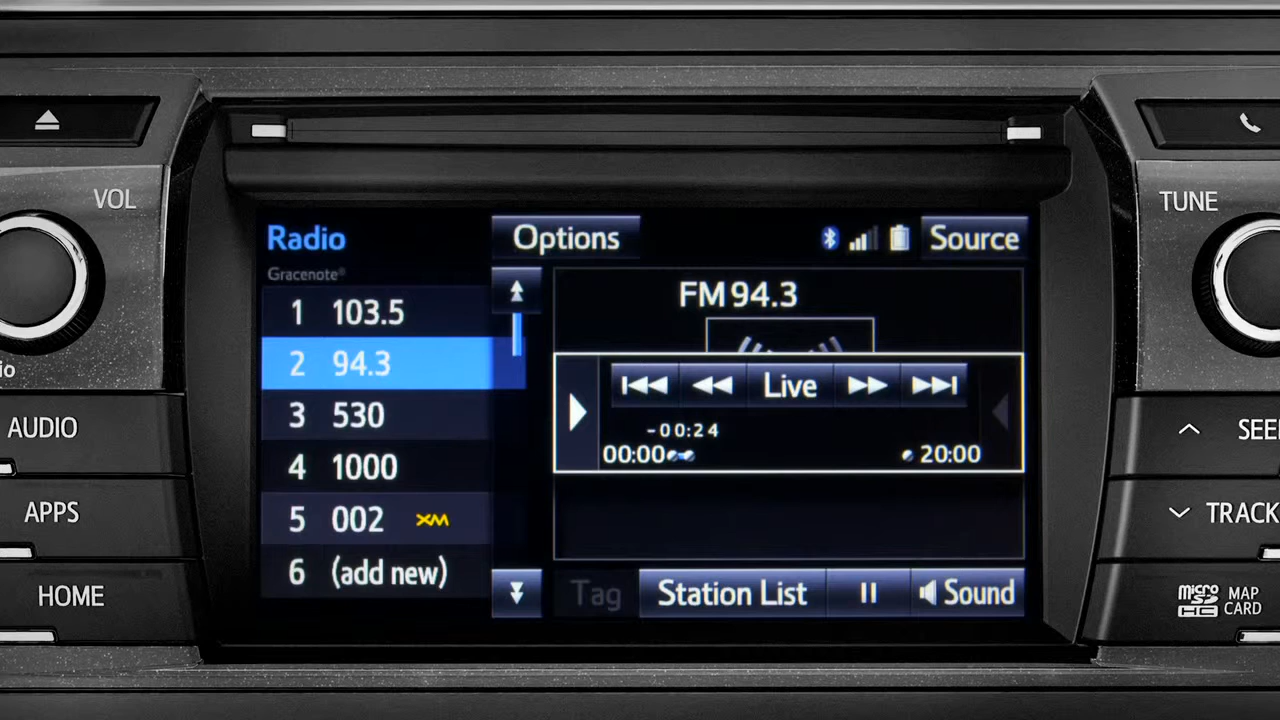 VOL
TUNE
Radio
Options
Source
Gracenote®
1 103.5
2 94.3
3 530
4 1000
5 002 XM
6 (add new)
FM 94.3
Live
-00:24
00:00
20:00
Tag
Station List
Sound
AUDIO
APPS
HOME
TRACK
micro
SD
HC
MAP
CARD